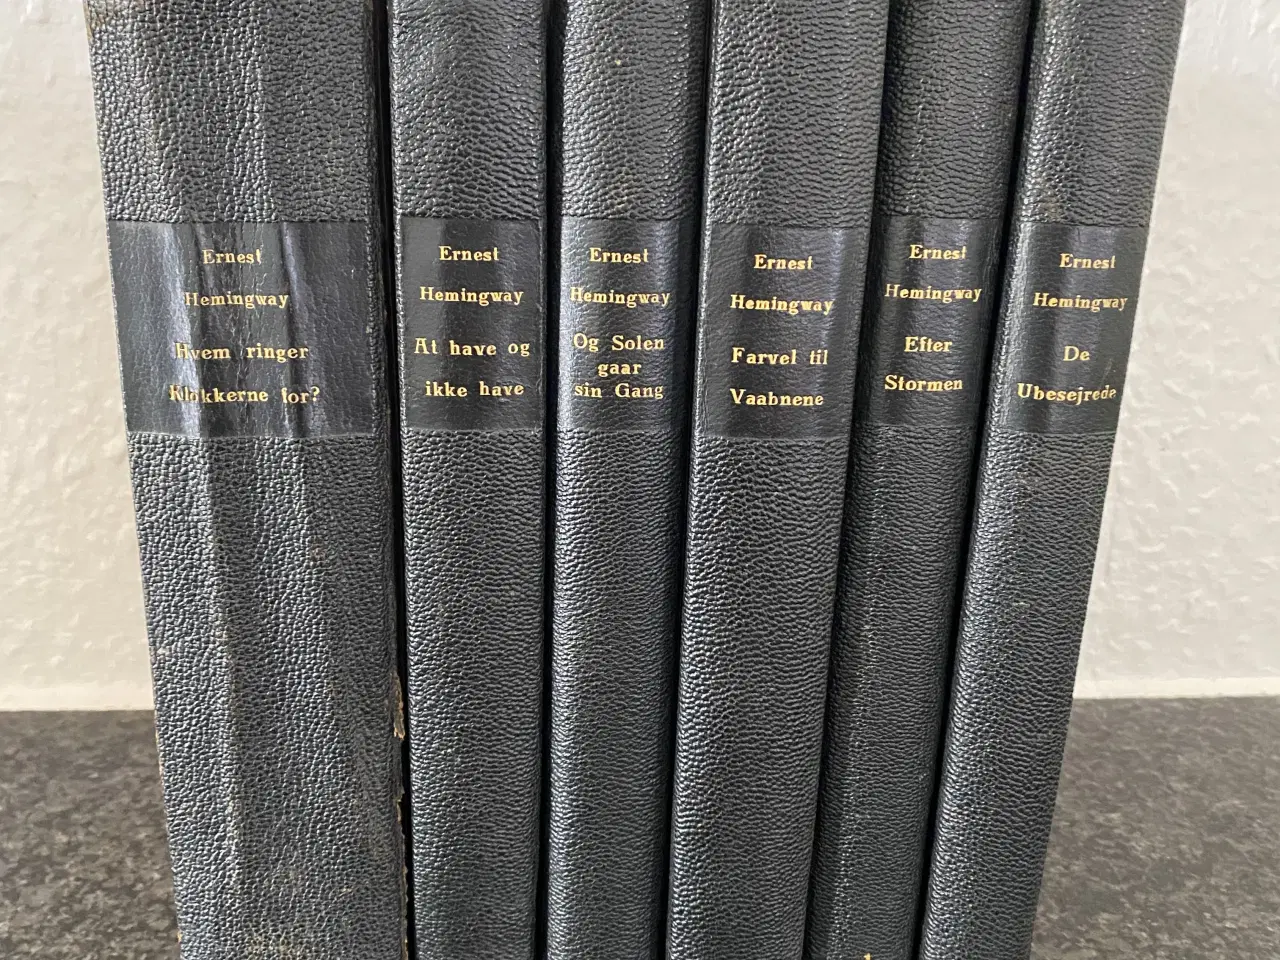 Ernest
Hemingway
Hvem ringer
Klokkerne for?
Ernest
Hemingway
At have og
ikke have
Ernest
Hemingway
Og Solen
gaar
sin Gang
Ernest
Hemingway
Farvel til
Vaabnene
Ernest
Hemingway
Efter
Stormen
Ernest
Hemingway
De
Ubesejrede